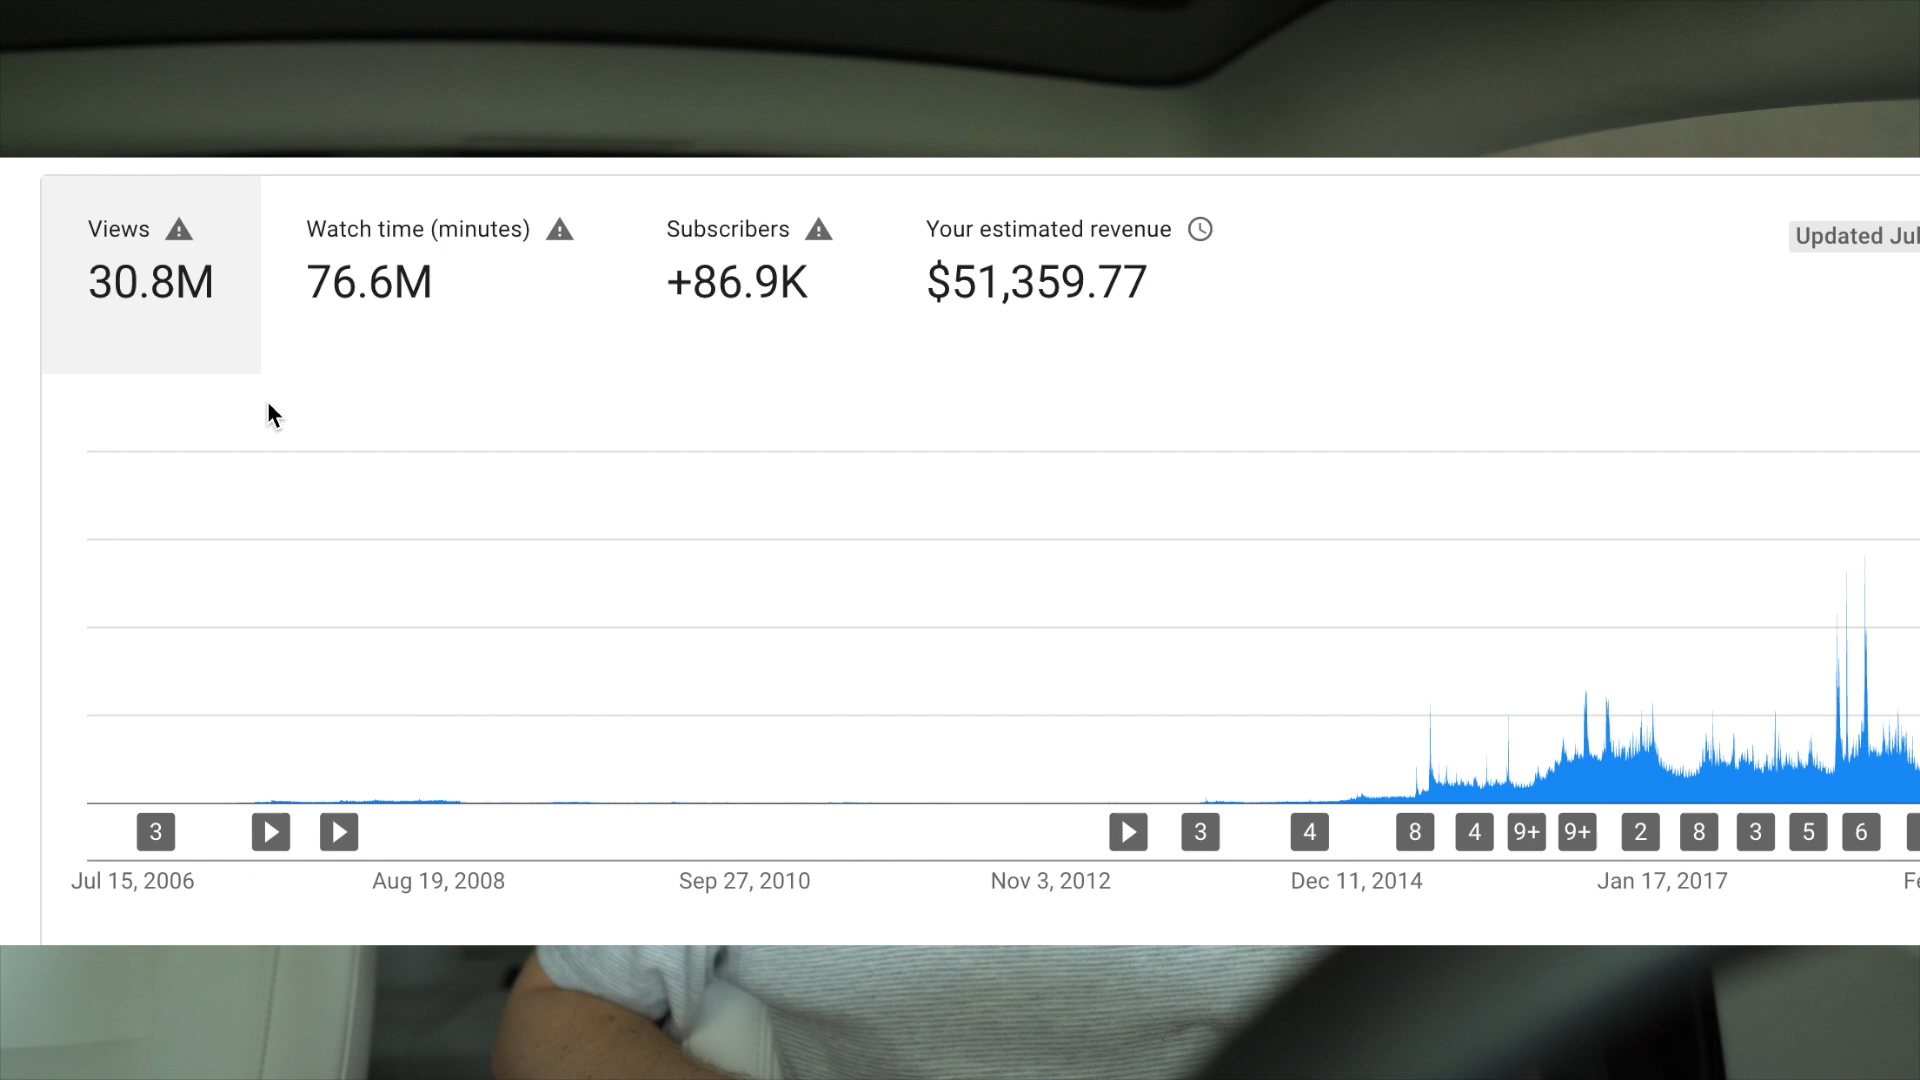 Views
30.8M
Watch time (minutes)
76.6M
Subscribers
+86.9K
Your estimated revenue
$51,359.77
Updated Jul
3 3 4 8 4 9+ 9+ 2 8 3 5 6
Jul 15, 2006 Aug 19, 2008 Sep 27, 2010 Nov 3, 2012 Dec 11, 2014 Jan 17, 2017 Fe